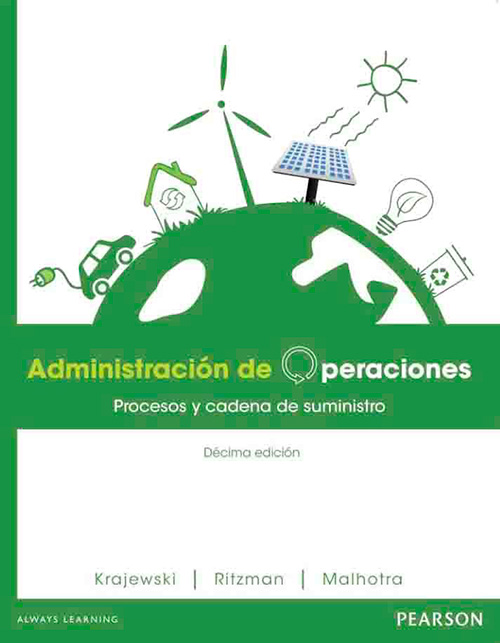 Administración de Operaciones
Procesos y cadena de suministro
Décima edición
Krajewski | Ritzman | Malhotra
ALWAYS LEARNING PEARSON